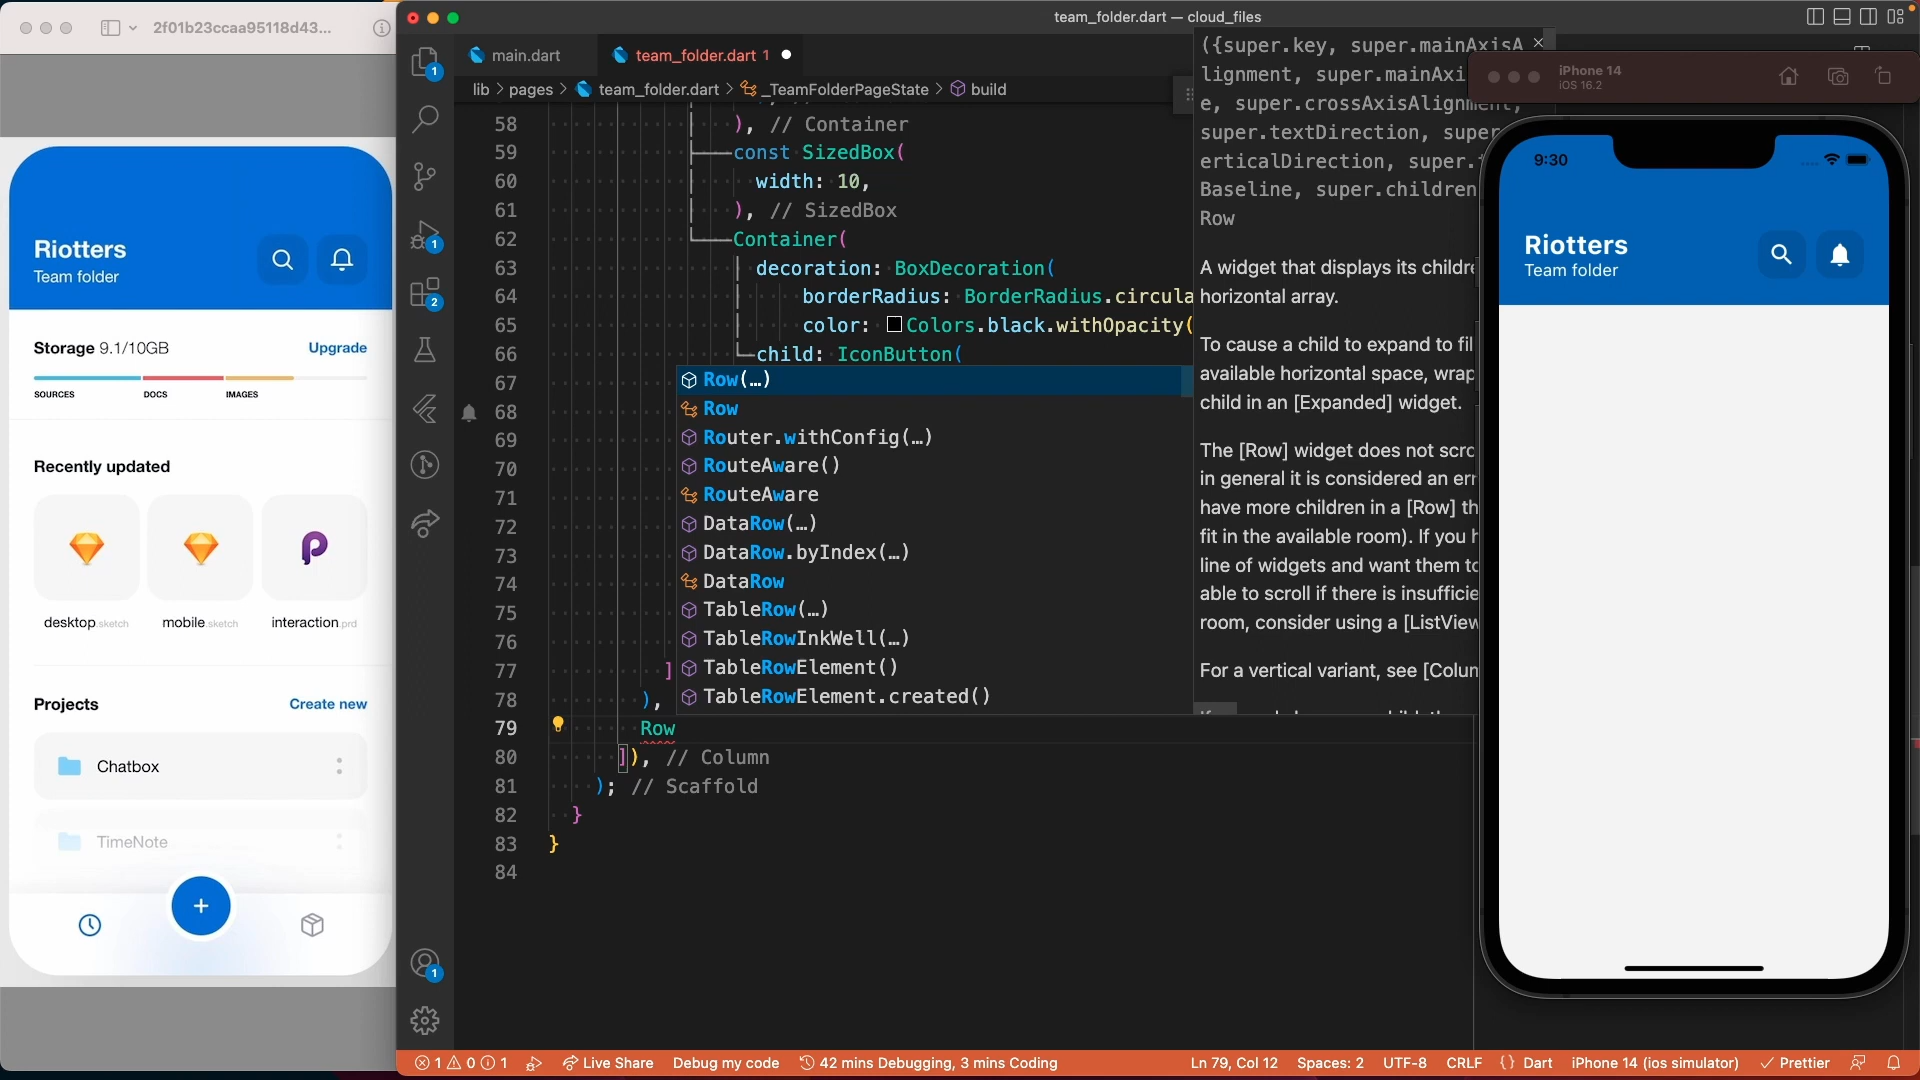 2f01b23ccaa95118d43...
Riotters
Team folder
Storage 9.1/10GB
Upgrade
SOURCES
DOCS
IMAGES
Recently updated
desktop.sketch
mobile.sketch
interaction.prd
Projects
Create new
Chatbox
TimeNote
team_folder.dart — cloud_files
main.dart
team_folder.dart 1
lib > pages > team_folder.dart > _TeamFolderPageState > build
58 ), // Container
59 const SizedBox(
60 width: 10,
61 ), // SizedBox
62 Container(
63 decoration: BoxDecoration(
64 borderRadius: BorderRadius.circula
65 color: Colors.black.withOpacity(
66 child: IconButton(
67
68
69
70
71
72
73
74
75
76
77 ]
78 ),
79 Row
80 ]), // Column
81 ); // Scaffold
82 }
83 }
84
Row(…)
Row
Router.withConfig(…)
RouteAware()
RouteAware
DataRow(…)
DataRow.byIndex(…)
DataRow
TableRow(…)
TableRowInkWell(…)
TableRowElement()
TableRowElement.created()
({super.key, super.mainAxisA
lignment, super.mainAxi
e, super.crossAxisAlignment,
super.textDirection, super
erticalDirection, super.
Baseline, super.children
Row
A widget that displays its childre
horizontal array.
To cause a child to expand to fil
available horizontal space, wrap
child in an [Expanded] widget.
The [Row] widget does not scro
in general it is considered an err
have more children in a [Row] th
fit in the available room). If you h
line of widgets and want them to
able to scroll if there is insufficie
room, consider using a [ListView
For a vertical variant, see [Colum
iPhone 14
iOS 16.2
9:30
Riotters
Team folder
1
1
2
1
1 0 1
Live Share
Debug my code
42 mins Debugging, 3 mins Coding
Ln 79, Col 12
Spaces: 2
UTF-8
CRLF
{} Dart
iPhone 14 (ios simulator)
Prettier